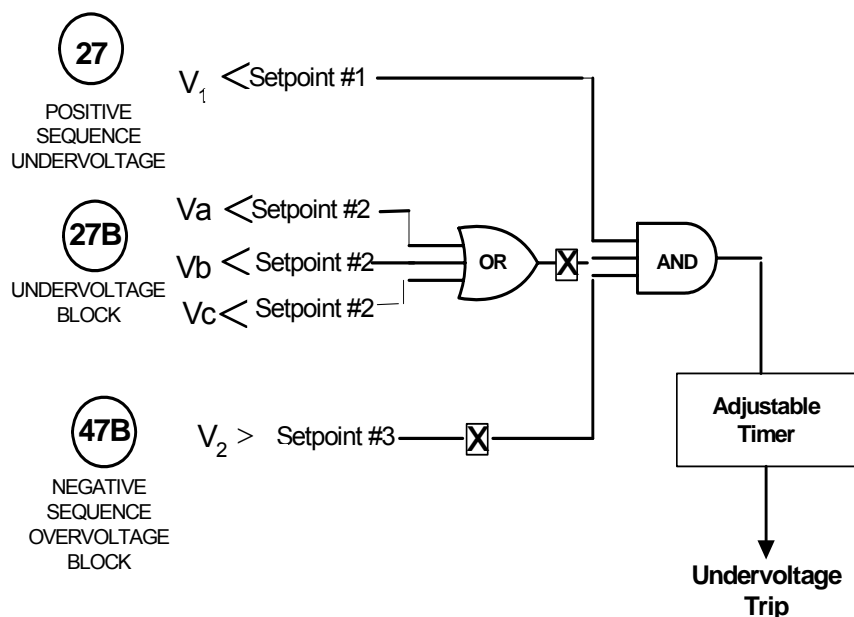 27
POSITIVE
SEQUENCE
UNDERVOLTAGE
V1 < Setpoint #1
27B
UNDERVOLTAGE
BLOCK
Va < Setpoint #2
Vb < Setpoint #2
Vc < Setpoint #2
OR
X
AND
47B
NEGATIVE
SEQUENCE
OVERVOLTAGE
BLOCK
V2 > Setpoint #3
X
Adjustable
Timer
Undervoltage
Trip